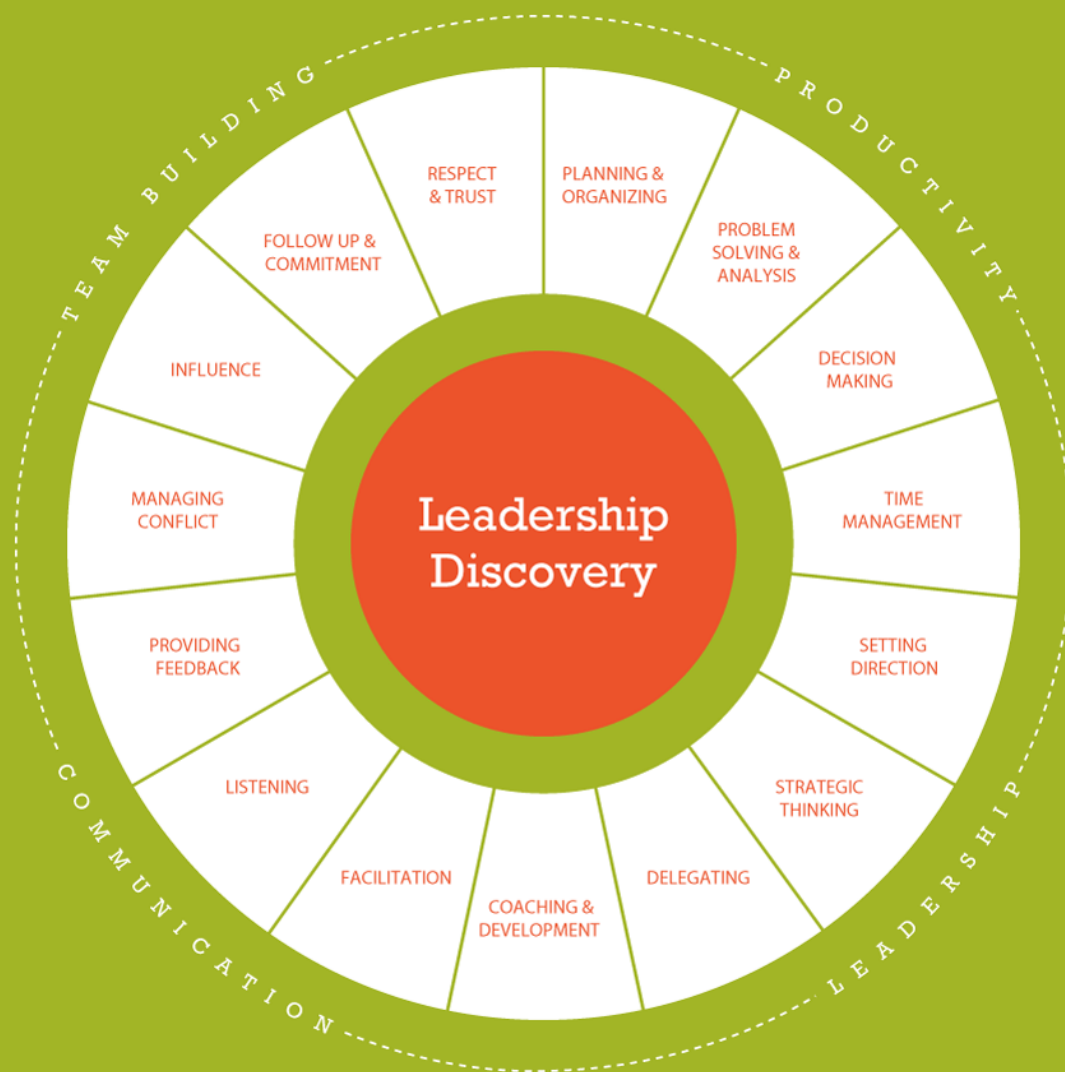 TEAM BUILDING
PRODUCTIVITY
RESPECT
& TRUST
PLANNING &
ORGANIZING
PROBLEM
SOLVING &
ANALYSIS
DECISION
MAKING
TIME
MANAGEMENT
SETTING
DIRECTION
STRATEGIC
THINKING
DELEGATING
COACHING &
DEVELOPMENT
FACILITATION
LISTENING
PROVIDING
FEEDBACK
MANAGING
CONFLICT
INFLUENCE
FOLLOW UP &
COMMITMENT
Leadership
Discovery
COMMUNICATION
LEADERSHIP